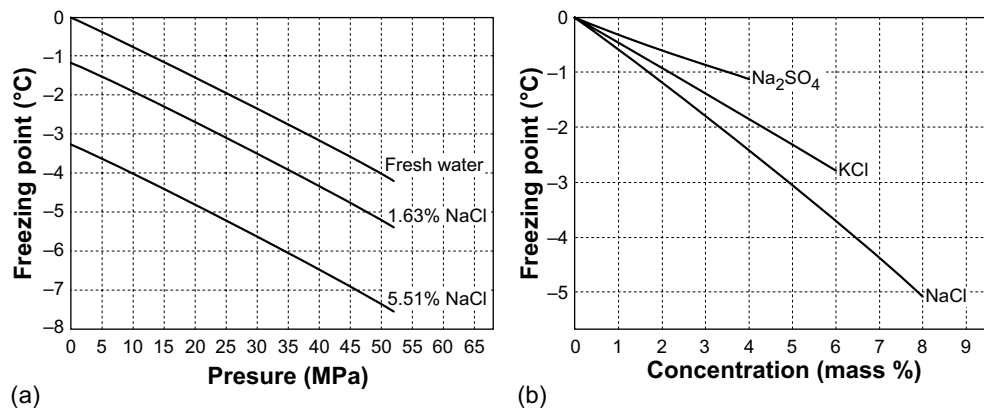 0
–1
–2
–3
–4
–5
–6
–7
–8
Freezing point (°C)
Fresh water
1.63% NaCl
5.51% NaCl
0 5 10 15 20 25 30 35 40 45 50 55 60 65
Presure (MPa)
(a)
0
–1
–2
–3
–4
–5
Freezing point (°C)
Na₂SO₄
KCl
NaCl
0 1 2 3 4 5 6 7 8 9
Concentration (mass %)
(b)